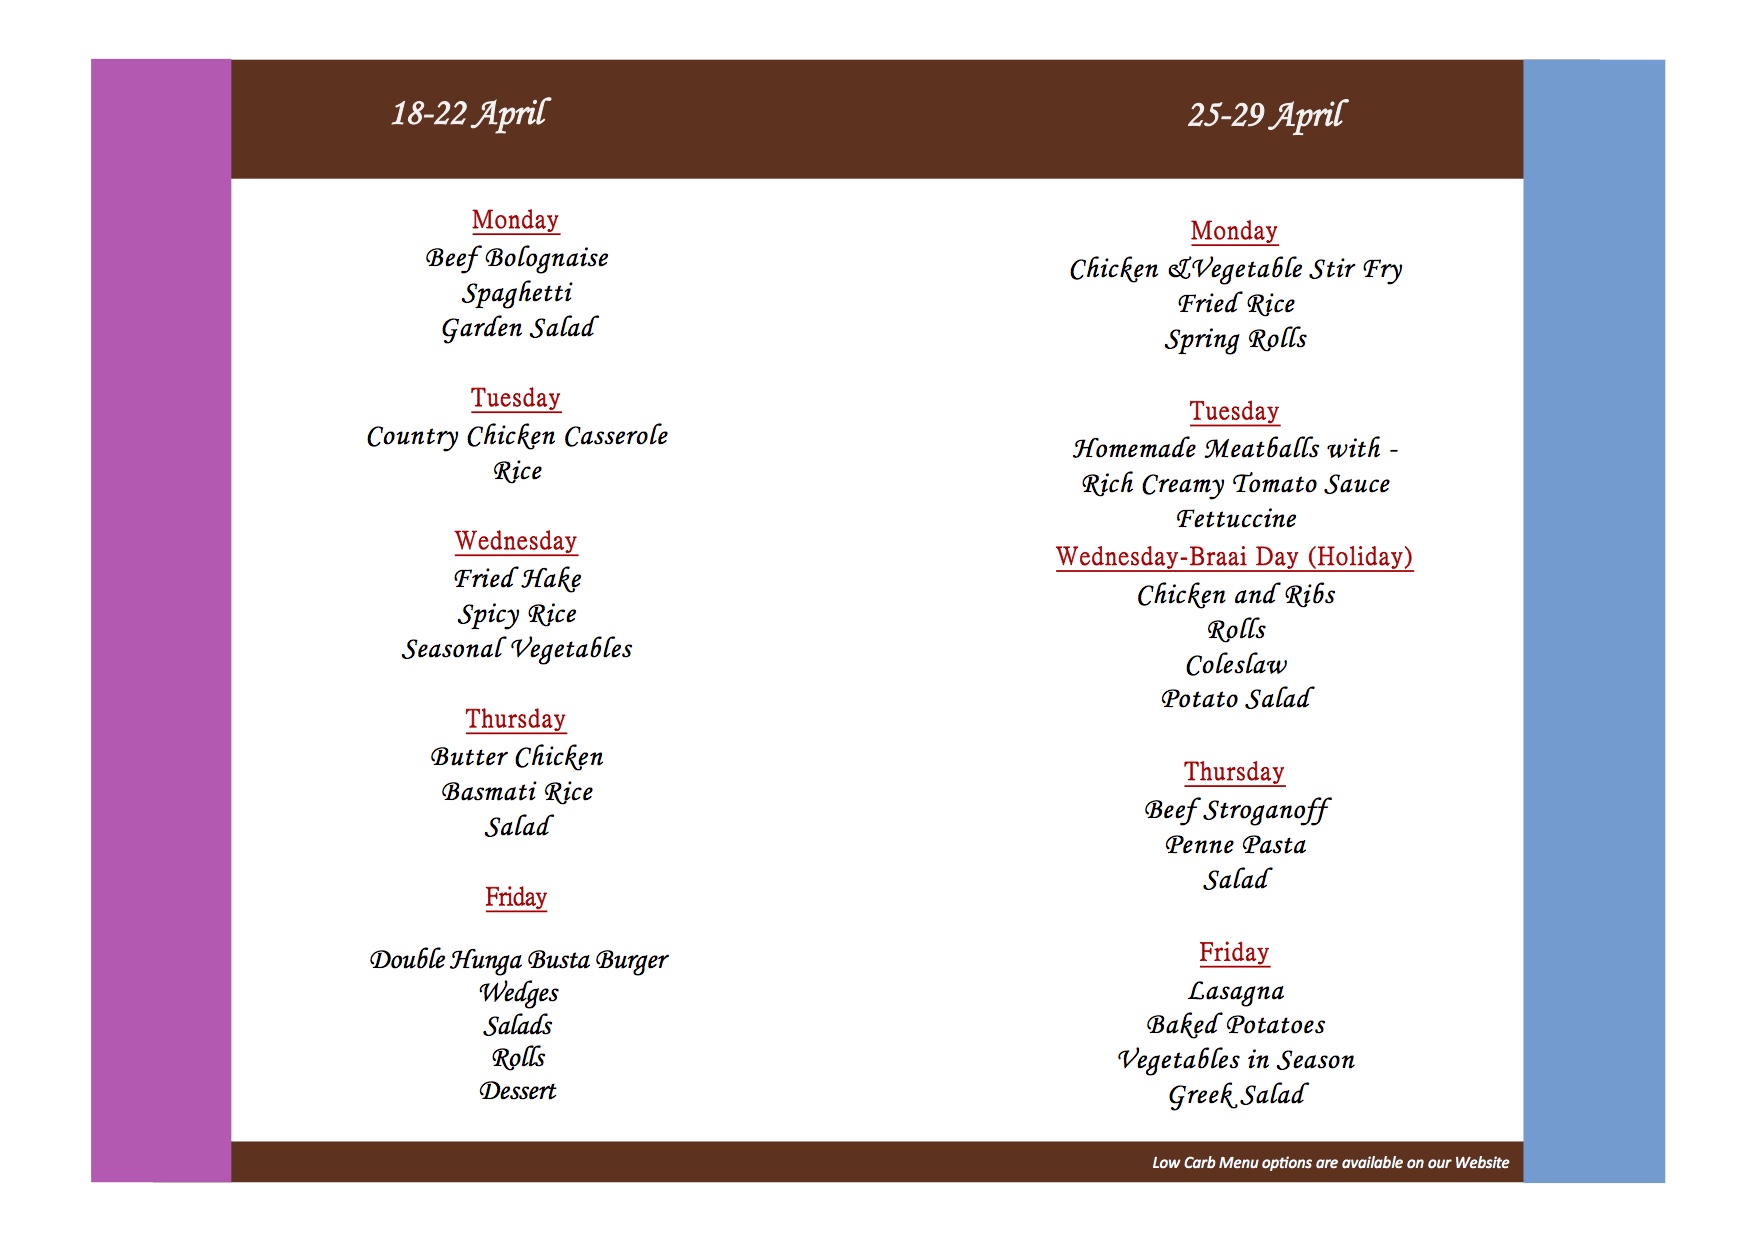 18-22 April
Monday
Beef Bolognaise
Spaghetti
Garden Salad
Tuesday
Country Chicken Casserole
Rice
Wednesday
Fried Hake
Spicy Rice
Seasonal Vegetables
Thursday
Butter Chicken
Basmati Rice
Salad
Friday
Double Hunga Busta Burger
Wedges
Salads
Rolls
Dessert
25-29 April
Monday
Chicken &Vegetable Stir Fry
Fried Rice
Spring Rolls
Tuesday
Homemade Meatballs with -
Rich Creamy Tomato Sauce
Fettuccine
Wednesday-Braai Day (Holiday)
Chicken and Ribs
Rolls
Coleslaw
Potato Salad
Thursday
Beef Stroganoff
Penne Pasta
Salad
Friday
Lasagna
Baked Potatoes
Vegetables in Season
Greek Salad
Low Carb Menu options are available on our Website